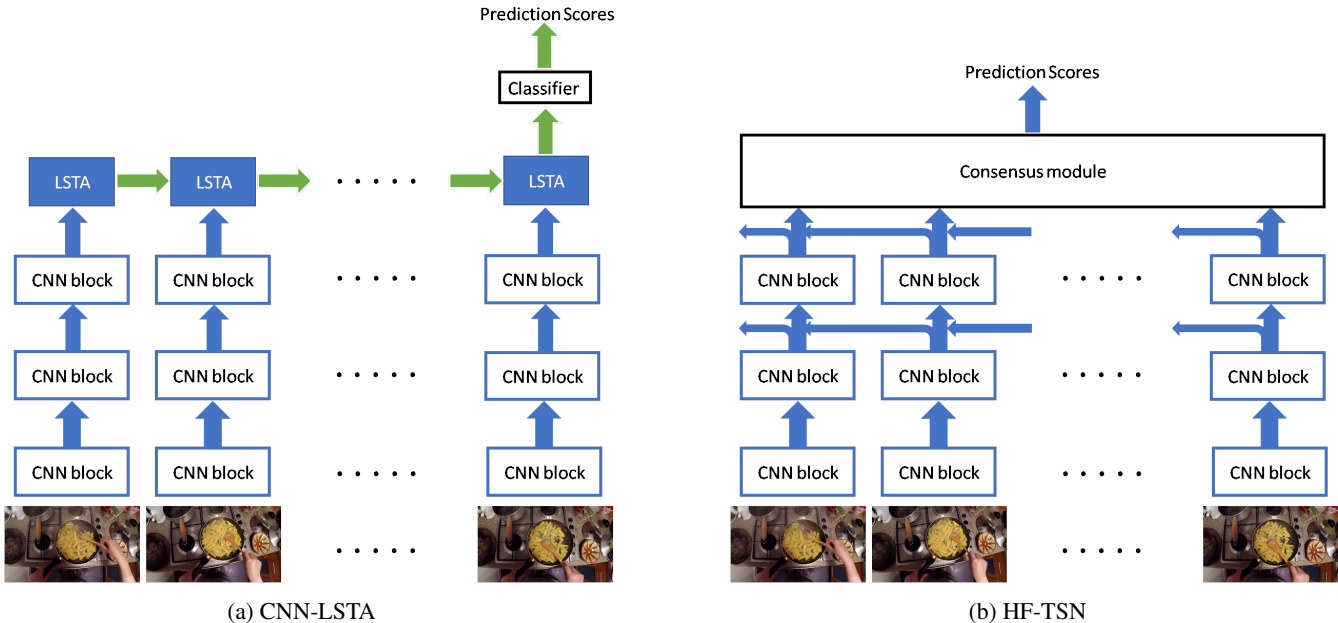 Prediction Scores
Classifier
LSTA
LSTA
. . . . .
LSTA
CNN block
CNN block
. . . . .
CNN block
CNN block
CNN block
. . . . .
CNN block
CNN block
CNN block
. . . . .
CNN block
. . . . .
(a) CNN-LSTA
Prediction Scores
Consensus module
CNN block
CNN block
. . . . .
CNN block
CNN block
CNN block
. . . . .
CNN block
CNN block
CNN block
. . . . .
CNN block
. . . . .
(b) HF-TSN